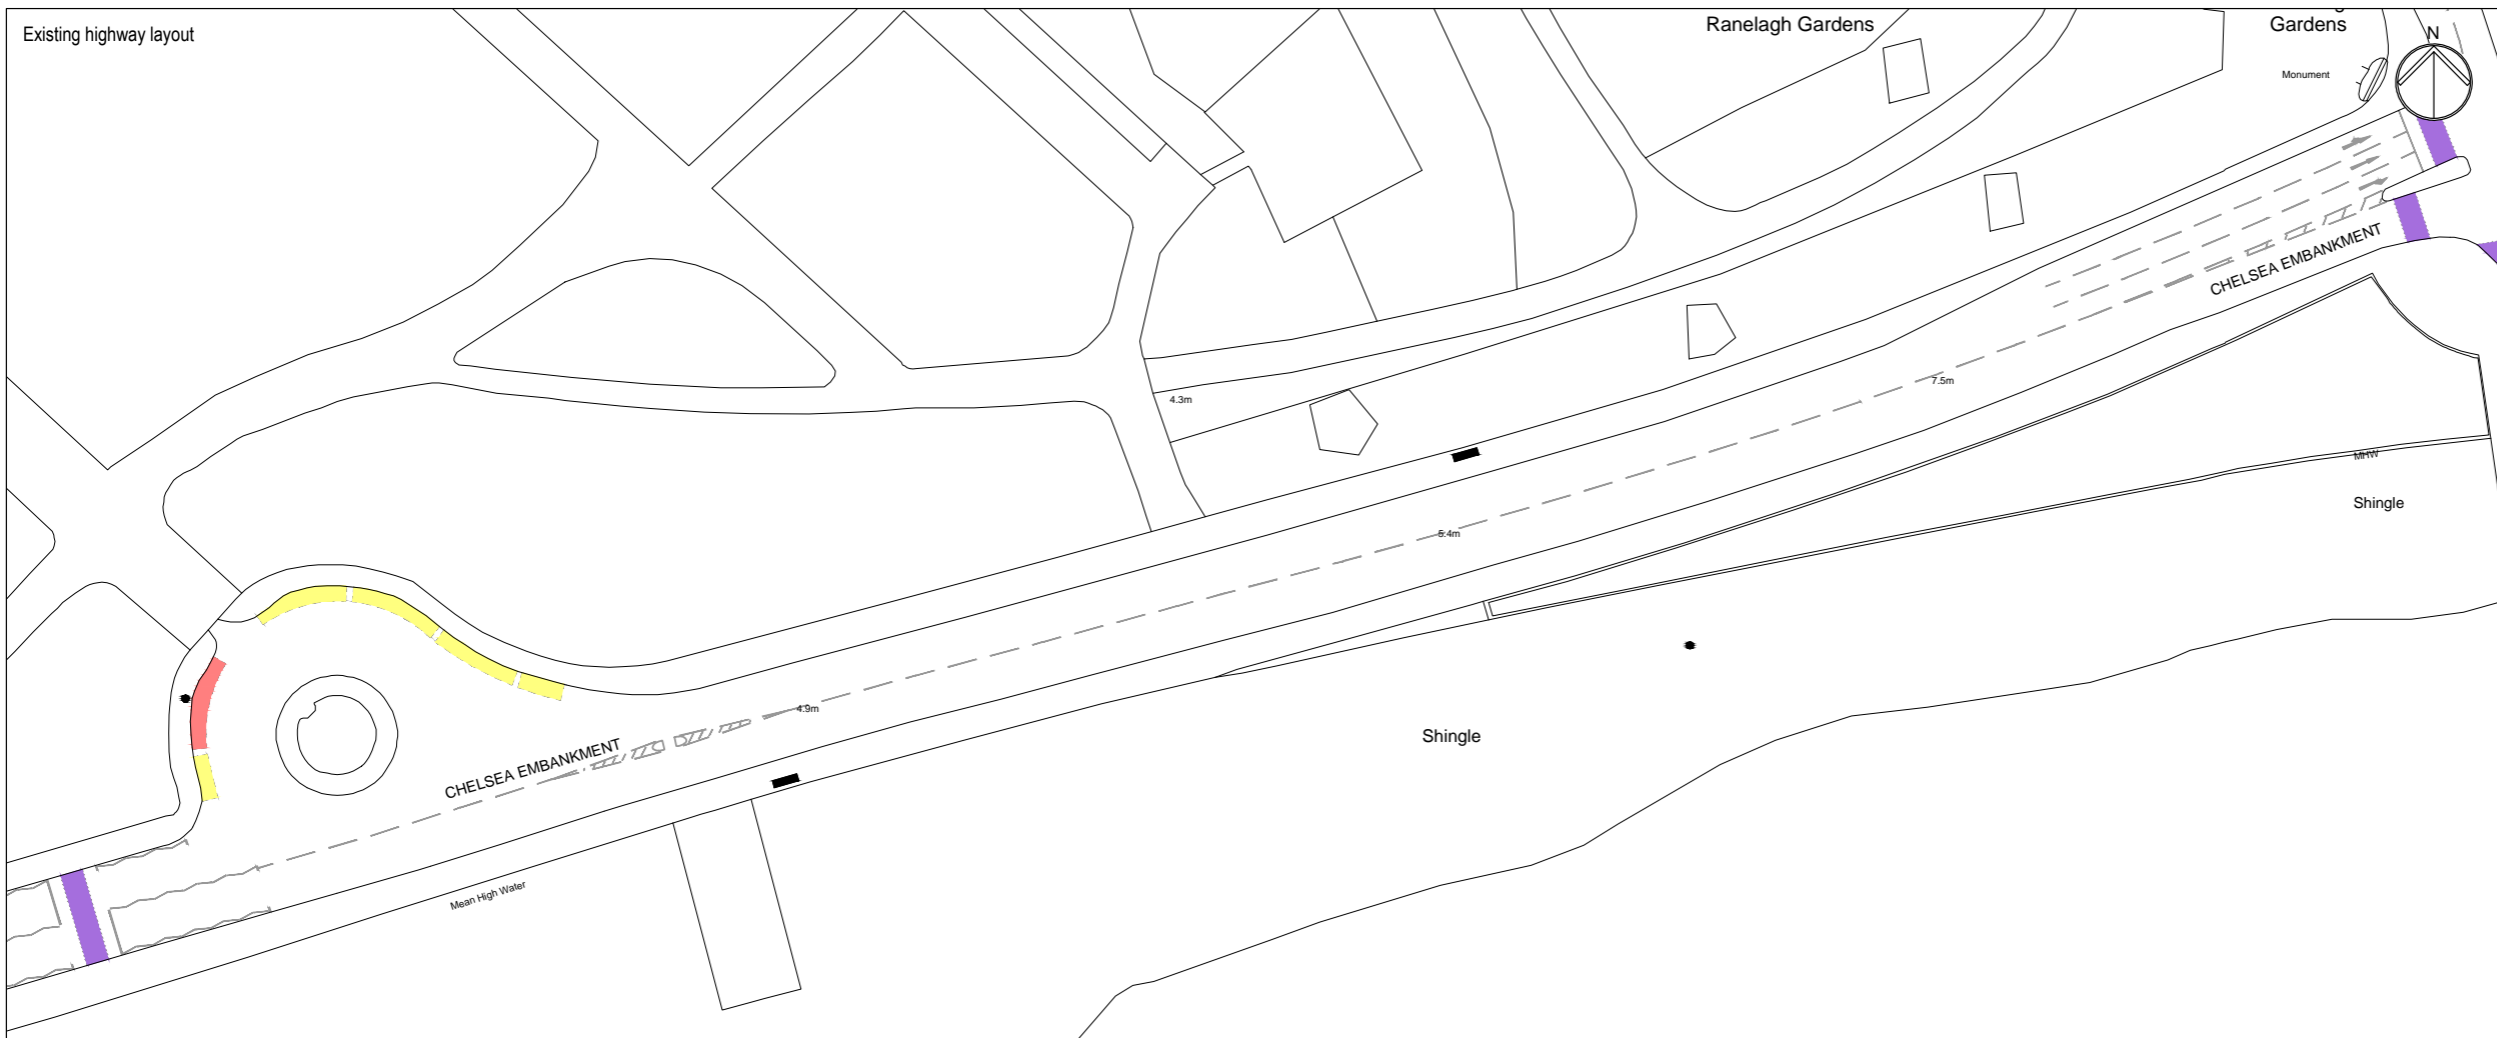 Existing highway layout
Ranelagh Gardens
Gardens
N
Monument
CHELSEA EMBANKMENT
7.5m
4.3m
MHW
Shingle
5.4m
4.9m
Shingle
CHELSEA EMBANKMENT
Mean High Water